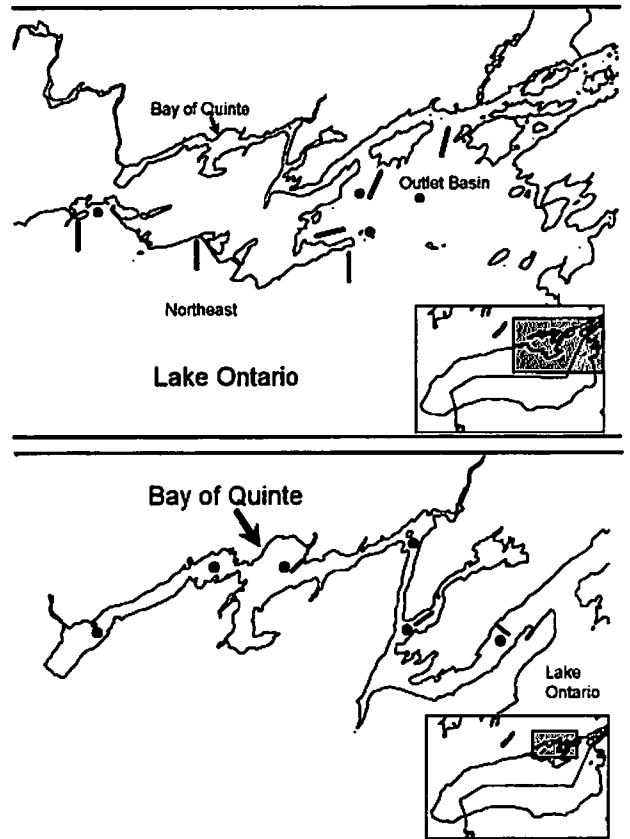 Bay of Quinte
Outlet Basin
Northeast
Lake Ontario
Bay of Quinte
Lake
Ontario